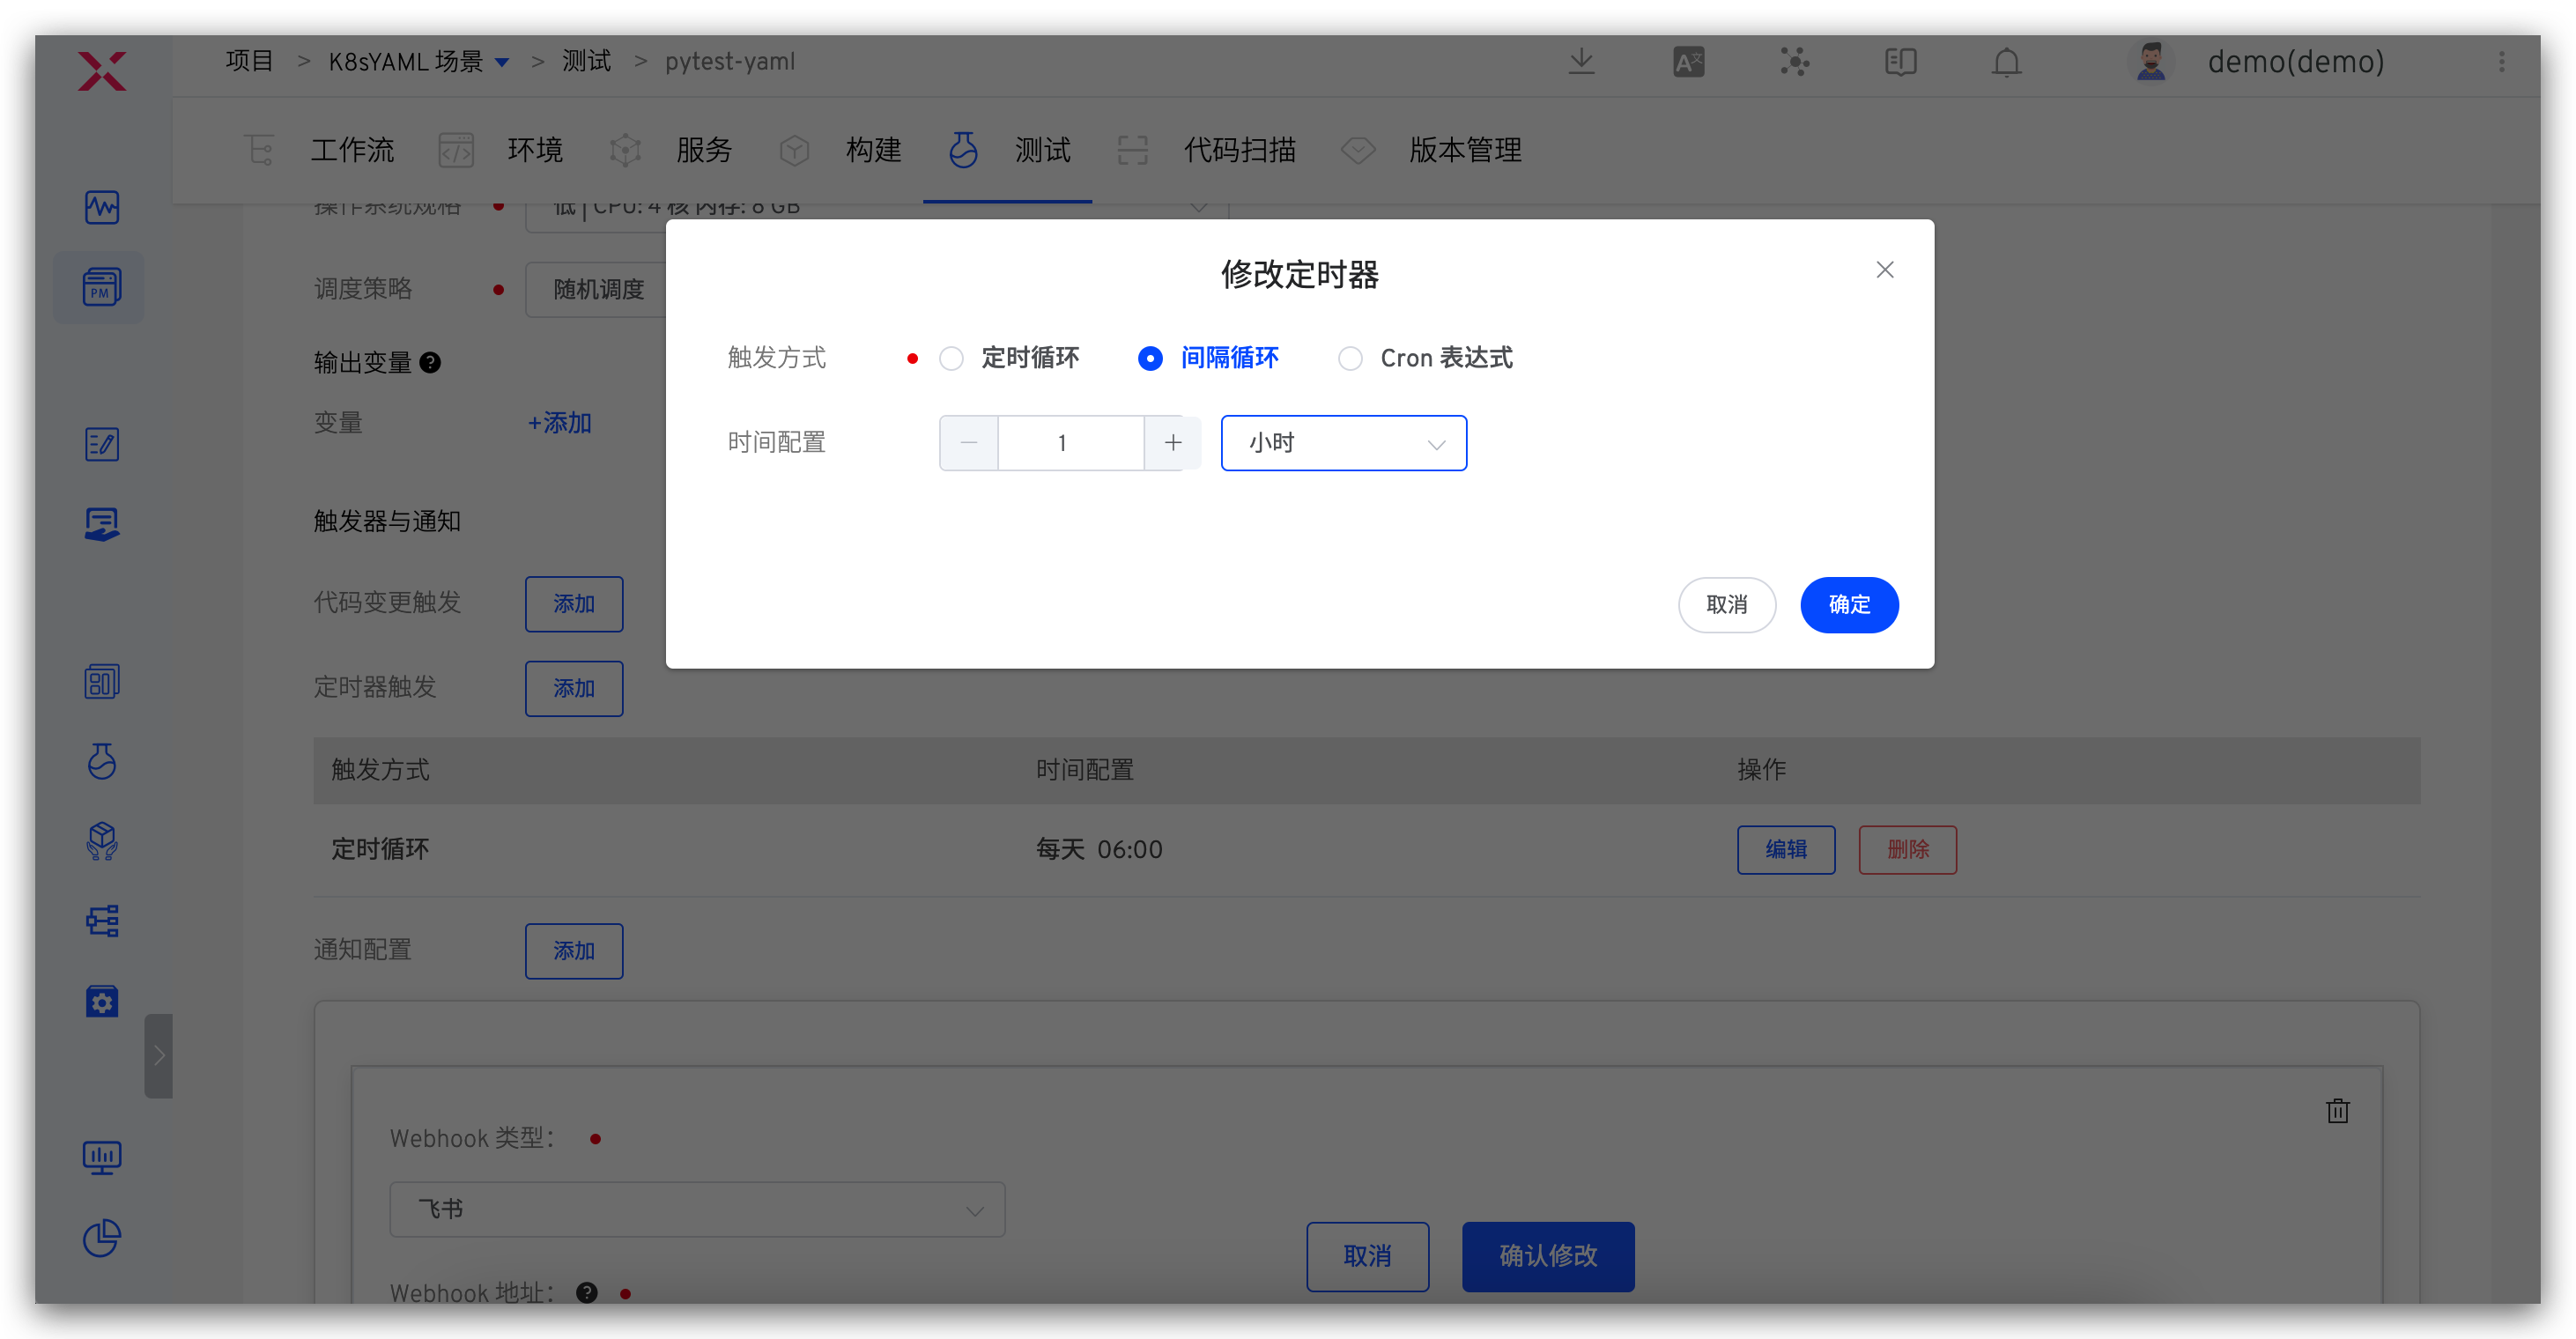 项目 > K8sYAML 场景 > 测试 > pytest-yaml
demo(demo)
工作流 环境 服务 构建 测试 代码扫描 版本管理
操作系统规格 低 | CPU: 4 核 内存: 8 GB
修改定时器
调度策略 随机调度
触发方式 定时循环 间隔循环 Cron 表达式
输出变量 ?
变量 +添加
时间配置 − 1 + 小时
触发器与通知
代码变更触发 添加
取消 确定
定时器触发 添加
触发方式 时间配置 操作
定时循环 每天 06:00 编辑 删除
通知配置 添加
Webhook 类型：
飞书
取消 确认修改
Webhook 地址： ?
PM
A文